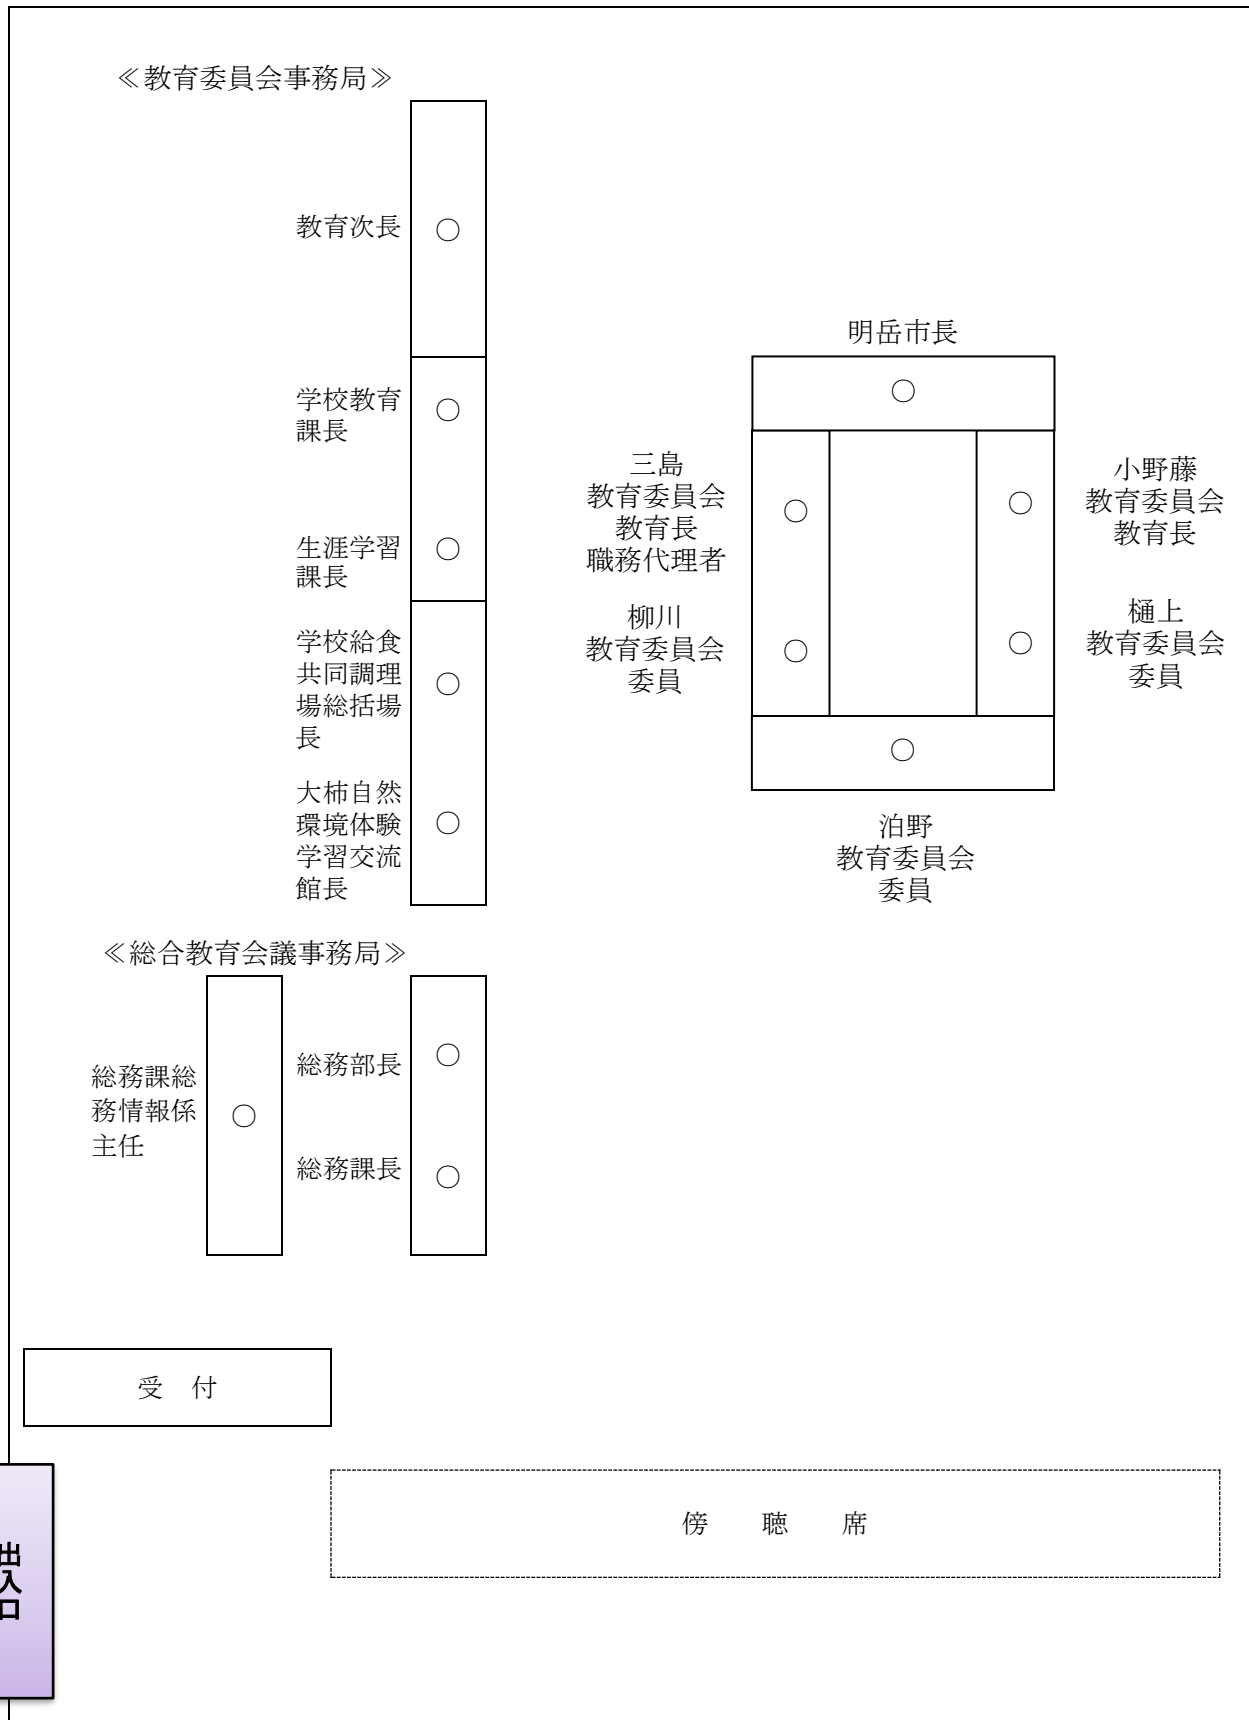 ≪教育委員会事務局≫
教育次長
○
学校教育
課長
○
生涯学習
課長
○
学校給食
共同調理
場総括場
長
○
大柿自然
環境体験
学習交流
館長
○
明岳市長
○
三島
教育委員会
教育長
職務代理者
○
小野藤
教育委員会
教育長
○
柳川
教育委員会
委員
○
樋上
教育委員会
委員
○
○
泊野
教育委員会
委員
≪総合教育会議事務局≫
総務課総
務情報係
主任
○
総務部長
○
総務課長
○
受　付
傍　聴　席
出入口